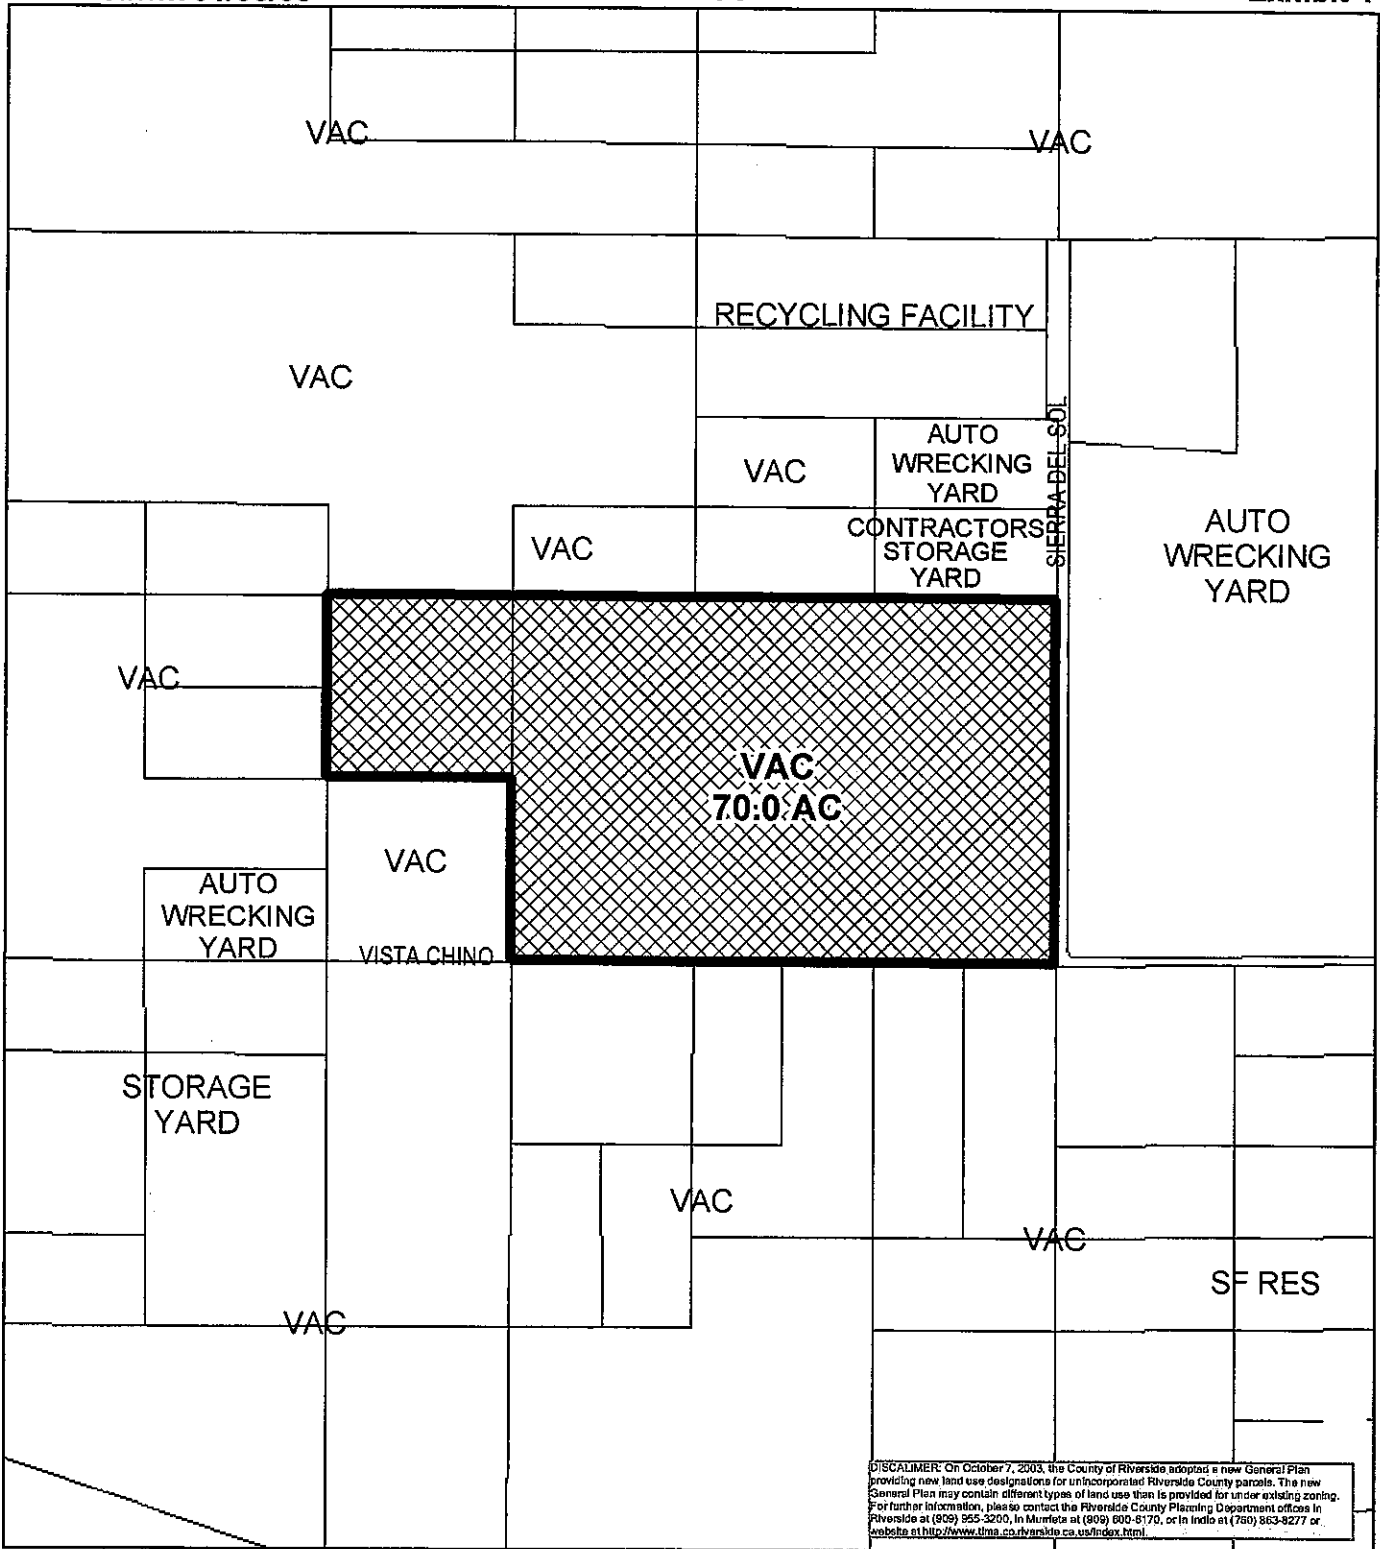 VAC
VAC
RECYCLING FACILITY
VAC
SIERRA DEL SOL
AUTO
WRECKING
YARD
VAC
CONTRACTORS
STORAGE
YARD
VAC
AUTO
WRECKING
YARD
VAC
VAC
70.0 AC
VAC
AUTO
WRECKING
YARD
VISTA CHINO
STORAGE
YARD
VAC
VAC
SF RES
VAC
DISCALIMER: On October 7, 2003, the County of Riverside adopted a new General Plan
providing new land use designations for unincorporated Riverside County parcels. The new
General Plan may contain different types of land use than is provided for under existing zoning.
For further information, please contact the Riverside County Planning Department offices in
Riverside at (909) 955-3200, in Murrieta at (909) 600-6170, or in Indio at (760) 863-8277 or
website at http://www.tlma.co.riverside.ca.us/index.html.